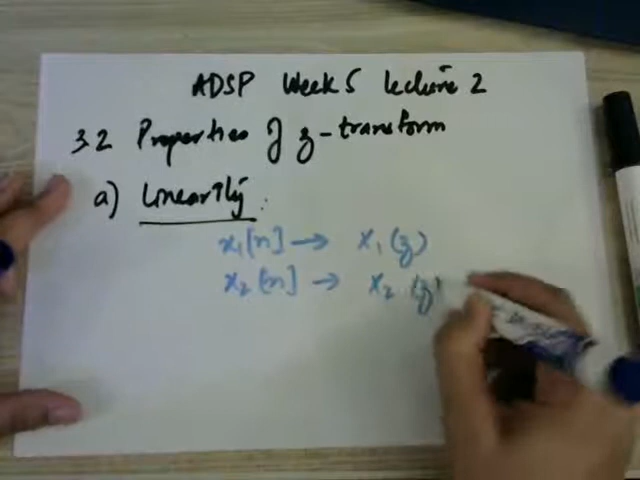 ADSP Week 5 lecture 2
3.2 Properties of z-transform
a) Linearity :
x₁[n] → X₁(z)
x₂[n] → X₂(z)